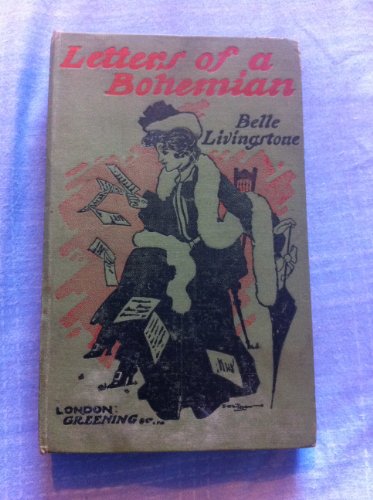 Letters of a
Bohemian
Belle
Livingstone
LONDON:
GREENING & Co.